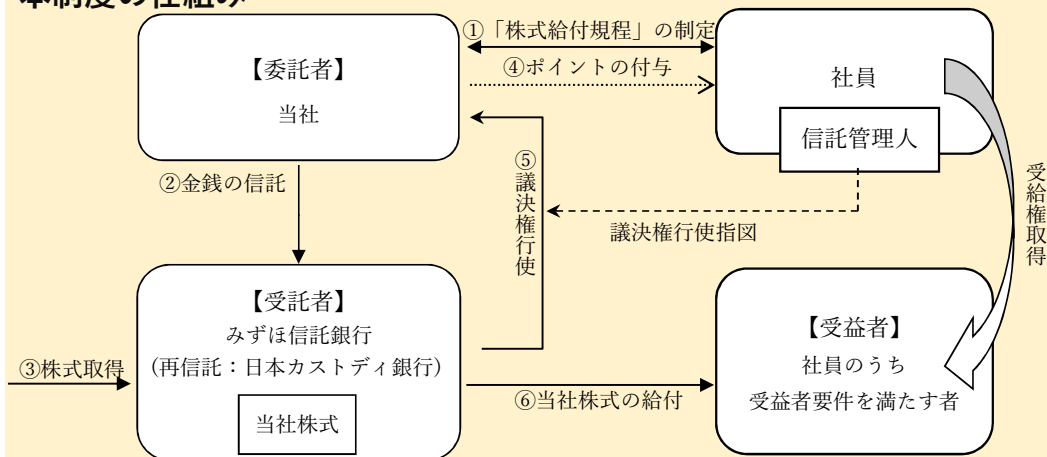 本制度の仕組み
①「株式給付規程」の制定
【委託者】
当社
④ポイントの付与
社員
信託管理人
②金銭の信託
⑤議決権行使
議決権行使指図
受給権取得
【受託者】
みずほ信託銀行
(再信託：日本カストディ銀行)
当社株式
③株式取得
⑥当社株式の給付
【受益者】
社員のうち
受益者要件を満たす者